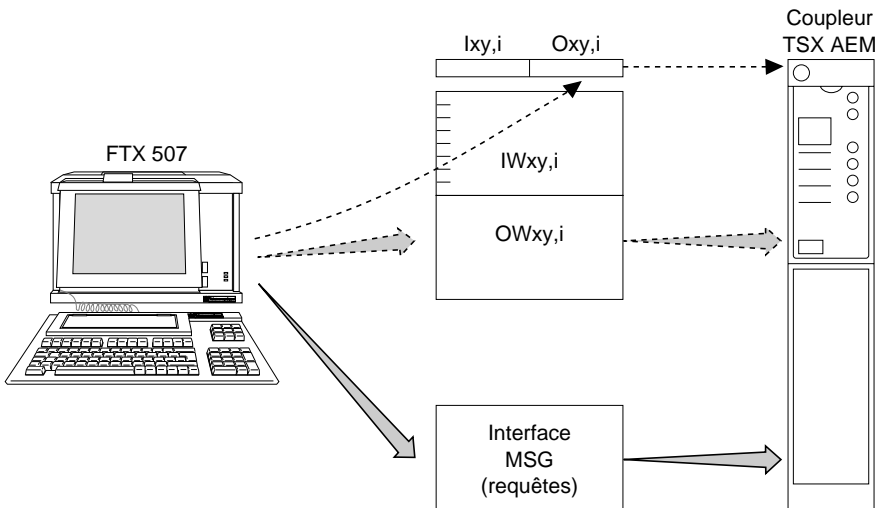 Coupleur
TSX AEM
Ixy,i
Oxy,i
FTX 507
IWxy,i
OWxy,i
Interface
MSG
(requêtes)